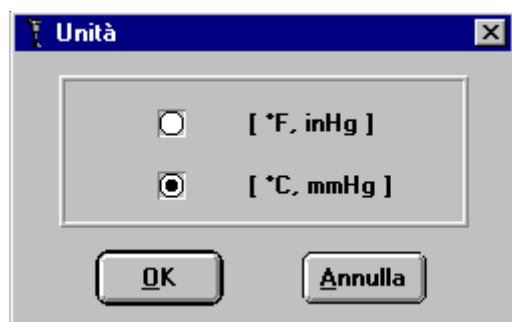 Unità
[ °F, inHg ]
[ °C, mmHg ]
OK Annulla